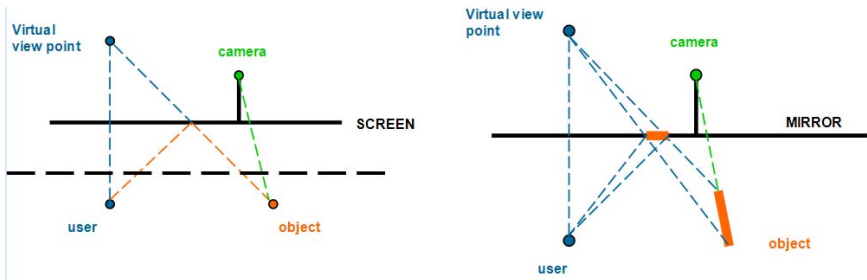 Virtual
view point
camera
SCREEN
user
object
Virtual view
point
camera
MIRROR
object
user